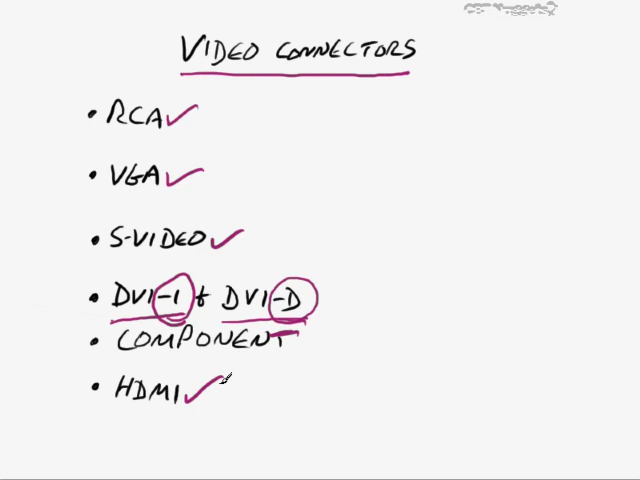 VIDEO CONNECTORS
• RCA
• VGA
• S-VIDEO
• DVI-I & DVI-D
• COMPONENT
• HDMI